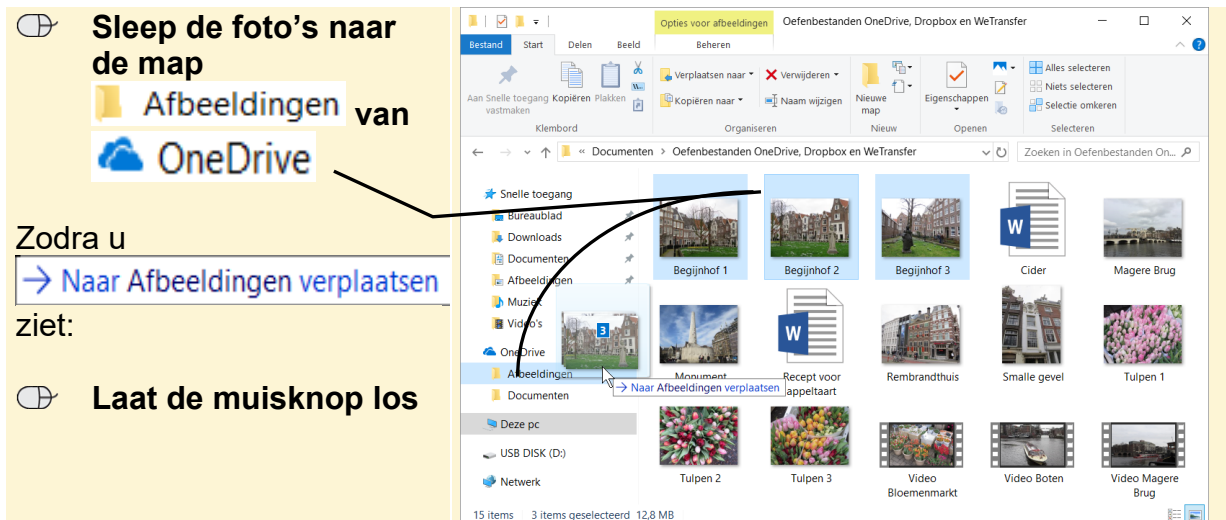 Sleep de foto's naar
de map
Afbeeldingen van
OneDrive
Zodra u
→ Naar Afbeeldingen verplaatsen
ziet:
Laat de muisknop los
Opties voor afbeeldingen Oefenbestanden OneDrive, Dropbox en WeTransfer
Bestand Start Delen Beeld Beheren
Aan Snelle toegang vastmaken
Kopiëren Plakken
Verplaatsen naar
Kopiëren naar
Verwijderen
Naam wijzigen
Nieuwe
map
Eigenschappen
Alles selecteren
Niets selecteren
Selectie omkeren
Klembord Organiseren Nieuw Openen Selecteren
« Documenten > Oefenbestanden OneDrive, Dropbox en WeTransfer
Zoeken in Oefenbestanden On...
Snelle toegang
Bureaublad
Downloads
Documenten
Afbeeldingen
Muziek
Video's
OneDrive
Afbeeldingen
Documenten
Deze pc
USB DISK (D:)
Netwerk
3
→ Naar Afbeeldingen verplaatsen
Begijnhof 1 Begijnhof 2 Begijnhof 3 Cider Magere Brug
Monument Recept voor
appeltaart
Rembrandthuis Smalle gevel Tulpen 1
Tulpen 2 Tulpen 3 Video
Bloemenmarkt
Video Boten Video Magere
Brug
15 items 3 items geselecteerd 12,8 MB